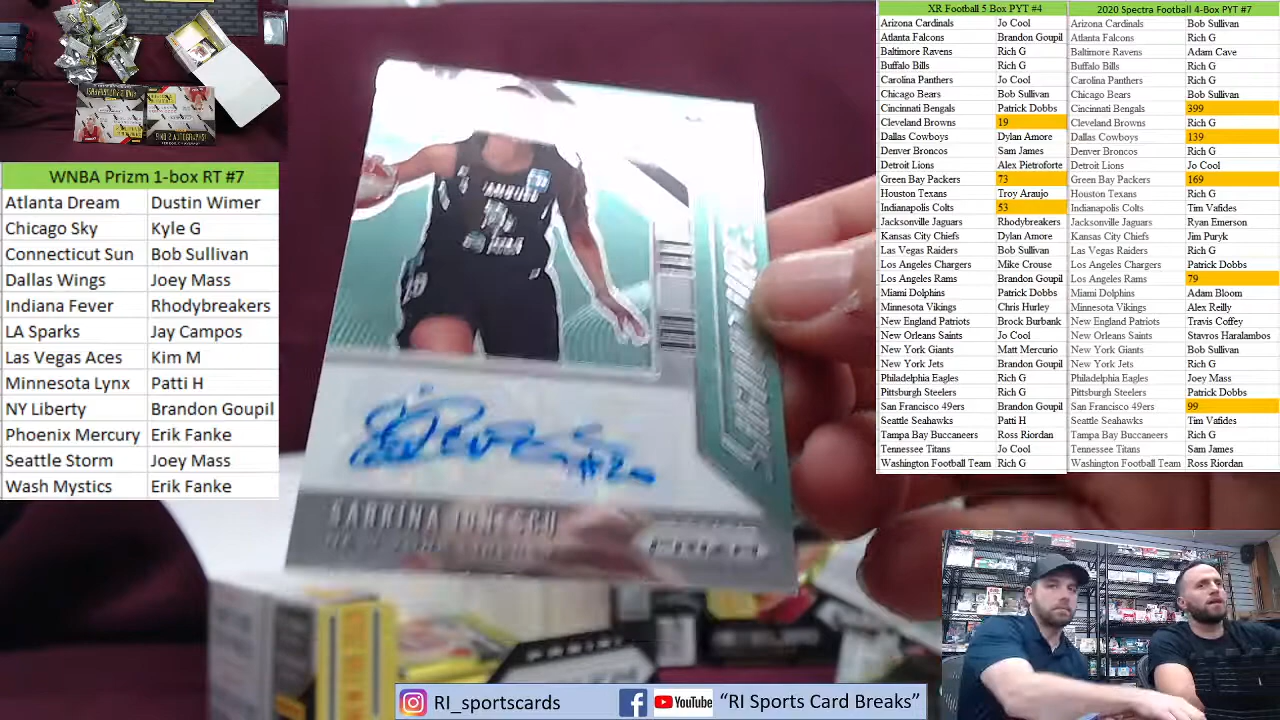 WNBA Prizm 1-box RT #7
Atlanta Dream Dustin Wimer
Chicago Sky Kyle G
Connecticut Sun Bob Sullivan
Dallas Wings Joey Mass
Indiana Fever Rhodybreakers
LA Sparks Jay Campos
Las Vegas Aces Kim M
Minnesota Lynx Patti H
NY Liberty Brandon Goupil
Phoenix Mercury Erik Fanke
Seattle Storm Joey Mass
Wash Mystics Erik Fanke
SABRINA IONESCU
PRIZM
XR Football 5 Box PYT #4
Arizona Cardinals Jo Cool
Atlanta Falcons Brandon Goupil
Baltimore Ravens Rich G
Buffalo Bills Rich G
Carolina Panthers Jo Cool
Chicago Bears Bob Sullivan
Cincinnati Bengals Patrick Dobbs
Cleveland Browns 19
Dallas Cowboys Dylan Amore
Denver Broncos Sam James
Detroit Lions Alex Pietroforte
Green Bay Packers 73
Houston Texans Troy Araujo
Indianapolis Colts 53
Jacksonville Jaguars Rhodybreakers
Kansas City Chiefs Dylan Amore
Las Vegas Raiders Bob Sullivan
Los Angeles Chargers Mike Crouse
Los Angeles Rams Brandon Goupil
Miami Dolphins Patrick Dobbs
Minnesota Vikings Chris Hurley
New England Patriots Brock Burbank
New Orleans Saints Jo Cool
New York Giants Matt Mercurio
New York Jets Brandon Goupil
Philadelphia Eagles Rich G
Pittsburgh Steelers Rich G
San Francisco 49ers Brandon Goupil
Seattle Seahawks Patti H
Tampa Bay Buccaneers Ross Riordan
Tennessee Titans Jo Cool
Washington Football Team Rich G
2020 Spectra Football 4-Box PYT #7
Arizona Cardinals Bob Sullivan
Atlanta Falcons Rich G
Baltimore Ravens Adam Cave
Buffalo Bills Rich G
Carolina Panthers Rich G
Chicago Bears Bob Sullivan
Cincinnati Bengals 399
Cleveland Browns Rich G
Dallas Cowboys 139
Denver Broncos Rich G
Detroit Lions Jo Cool
Green Bay Packers 169
Houston Texans Rich G
Indianapolis Colts Tim Vafides
Jacksonville Jaguars Ryan Emerson
Kansas City Chiefs Jim Puryk
Las Vegas Raiders Rich G
Los Angeles Chargers Patrick Dobbs
Los Angeles Rams 79
Miami Dolphins Adam Bloom
Minnesota Vikings Alex Reilly
New England Patriots Travis Coffey
New Orleans Saints Stavros Haralambos
New York Giants Bob Sullivan
New York Jets Rich G
Philadelphia Eagles Joey Mass
Pittsburgh Steelers Patrick Dobbs
San Francisco 49ers 99
Seattle Seahawks Tim Vafides
Tampa Bay Buccaneers Rich G
Tennessee Titans Sam James
Washington Football Team Ross Riordan
RI_sportscards
YouTube "RI Sports Card Breaks"